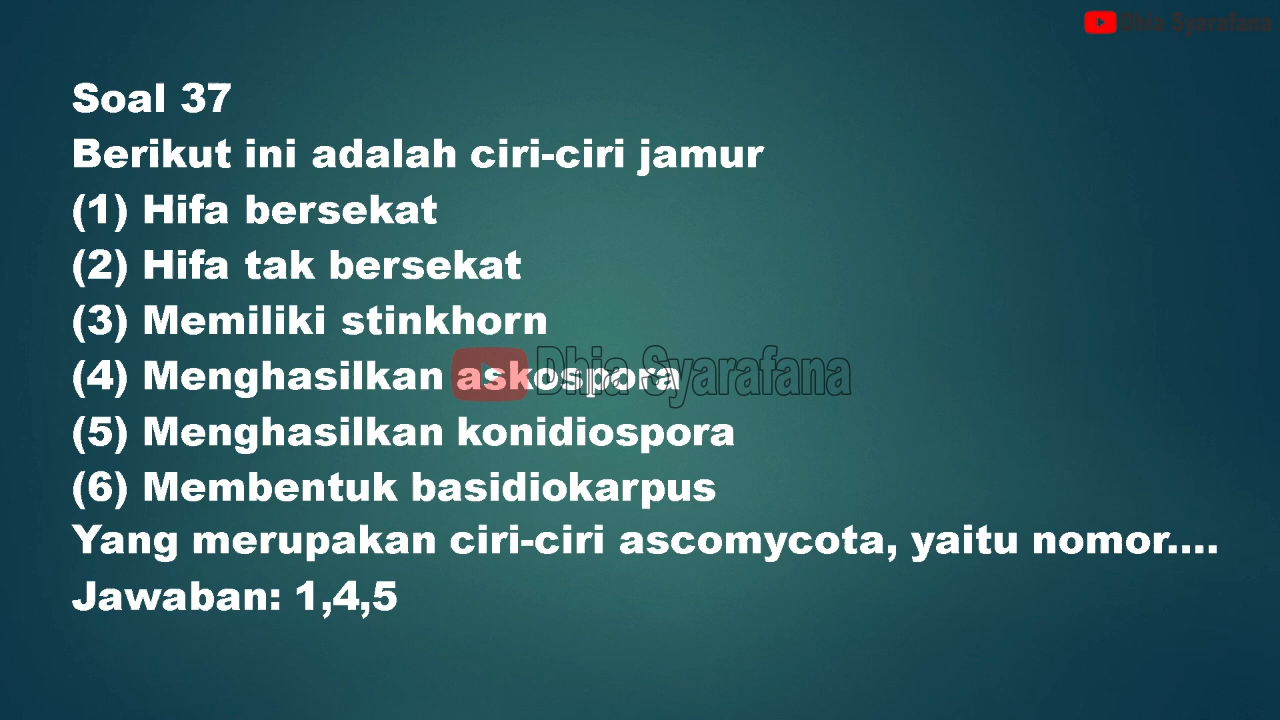 Dhia Syarafana
Soal 37
Berikut ini adalah ciri-ciri jamur
(1) Hifa bersekat
(2) Hifa tak bersekat
(3) Memiliki stinkhorn
(4) Menghasilkan askospora
Dhia Syarafana
(5) Menghasilkan konidiospora
(6) Membentuk basidiokarpus
Yang merupakan ciri-ciri ascomycota, yaitu nomor....
Jawaban: 1,4,5